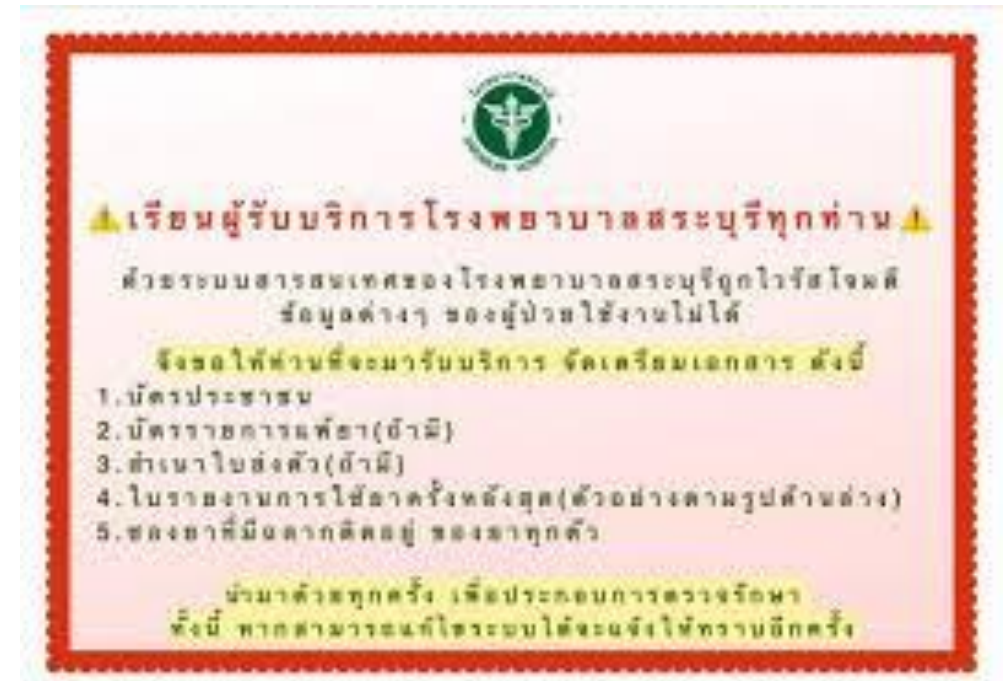 เรียนผู้รับบริการโรงพยาบาลสระบุรีทุกท่าน
ด้วยระบบสารสนเทศของโรงพยาบาลสระบุรีถูกไวรัสโจมตี
ข้อมูลต่างๆ ของผู้ป่วยใช้งานไม่ได้
จึงขอให้ท่านที่จะมารับบริการ จัดเตรียมเอกสาร ดังนี้
1.บัตรประชาชน
2.บัตรรายการแพ้ยา(ถ้ามี)
3.สำเนาใบส่งตัว(ถ้ามี)
4.ใบรายงานการใช้ยาครั้งหลังสุด(ตัวอย่างตามรูปด้านล่าง)
5.ซองยาที่มีฉลากติดอยู่ ของยาทุกตัว
นำมาด้วยทุกครั้ง เพื่อประกอบการตรวจรักษา
ทั้งนี้ หากสามารถแก้ไขระบบได้จะแจ้งให้ทราบอีกครั้ง